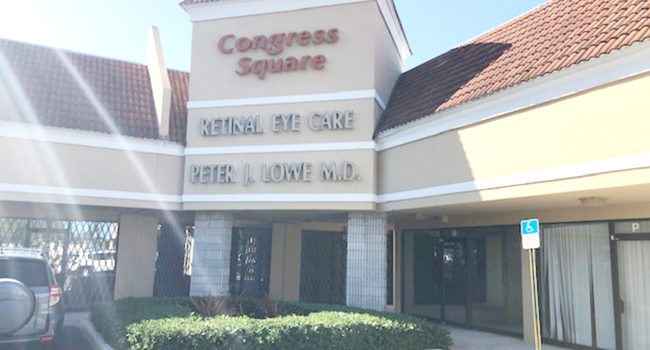 Congress
Square
RETINAL EYE CARE
PETER J. LOWE M.D.
P